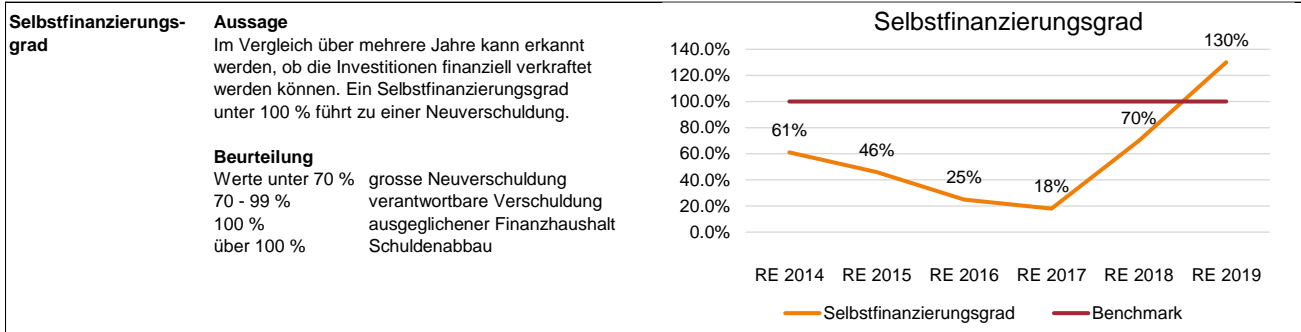 Selbstfinanzierungs-
grad
Aussage
Im Vergleich über mehrere Jahre kann erkannt
werden, ob die Investitionen finanziell verkraftet
werden können. Ein Selbstfinanzierungsgrad
unter 100 % führt zu einer Neuverschuldung.
Beurteilung
Werte unter 70 % grosse Neuverschuldung
70 - 99 % verantwortbare Verschuldung
100 % ausgeglichener Finanzhaushalt
über 100 % Schuldenabbau
Selbstfinanzierungsgrad
140.0%
120.0%
100.0%
80.0%
60.0%
40.0%
20.0%
0.0%
61%
46%
25%
18%
70%
130%
RE 2014 RE 2015 RE 2016 RE 2017 RE 2018 RE 2019
Selbstfinanzierungsgrad Benchmark